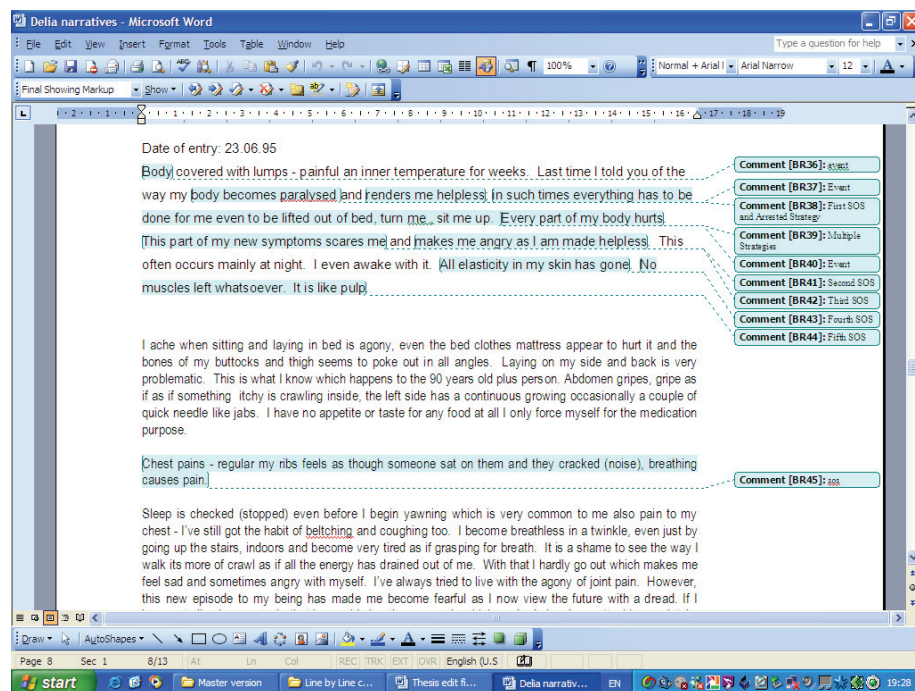 Delia narratives - Microsoft Word
File Edit View Insert Format Tools Table Window Help
Type a question for help
100%
Normal + Arial
Arial Narrow
12
Final Showing Markup
Show
2 1 1 2 3 4 5 6 7 8 9 10 11 12 13 14 15 16 17 18 19
Date of entry: 23.06.95
Body covered with lumps - painful an inner temperature for weeks. Last time I told you of the
way my body becomes paralysed and renders me helpless; in such times everything has to be
done for me even to be lifted out of bed, turn me , sit me up. Every part of my body hurts.
This part of my new symptoms scares me and makes me angry as I am made helpless. This
often occurs mainly at night. I even awake with it. All elasticity in my skin has gone. No
muscles left whatsoever. It is like pulp.
Comment [BR36]: event
Comment [BR37]: Event
Comment [BR38]: First SOS
and Arrested Strategy
Comment [BR39]: Multiple
Strategies
Comment [BR40]: Event
Comment [BR41]: Second SOS
Comment [BR42]: Third SOS
Comment [BR43]: Fourth SOS
Comment [BR44]: Fifth SOS
I ache when sitting and laying in bed is agony, even the bed clothes mattress appear to hurt it and the
bones of my buttocks and thigh seems to poke out in all angles. Laying on my side and back is very
problematic. This is what I know which happens to the 90 years old plus person. Abdomen gripes, gripe as
if as if something itchy is crawling inside, the left side has a continuous growing occasionally a couple of
quick needle like jabs. I have no appetite or taste for any food at all I only force myself for the medication
purpose.
Chest pains - regular my ribs feels as though someone sat on them and they cracked (noise), breathing
causes pain.
Comment [BR45]: sos
Sleep is checked (stopped) even before I begin yawning which is very common to me also pain to my
chest - I've still got the habit of beltching and coughing too. I become breathless in a twinkle, even just by
going up the stairs, indoors and become very tired as if grasping for breath. It is a shame to see the way I
walk its more of crawl as if all the energy has drained out of me. With that I hardly go out which makes me
feel sad and sometimes angry with myself. I've always tried to live with the agony of joint pain. However,
this new episode to my being has made me become fearful as I now view the future with a dread. If I
Draw AutoShapes
Page 8 Sec 1 8/13 At Ln Col REC TRK EXT OVR English (U.S
start
Master version
Line by Line c...
Thesis edit fi...
Delia narrativ...
EN
19:28